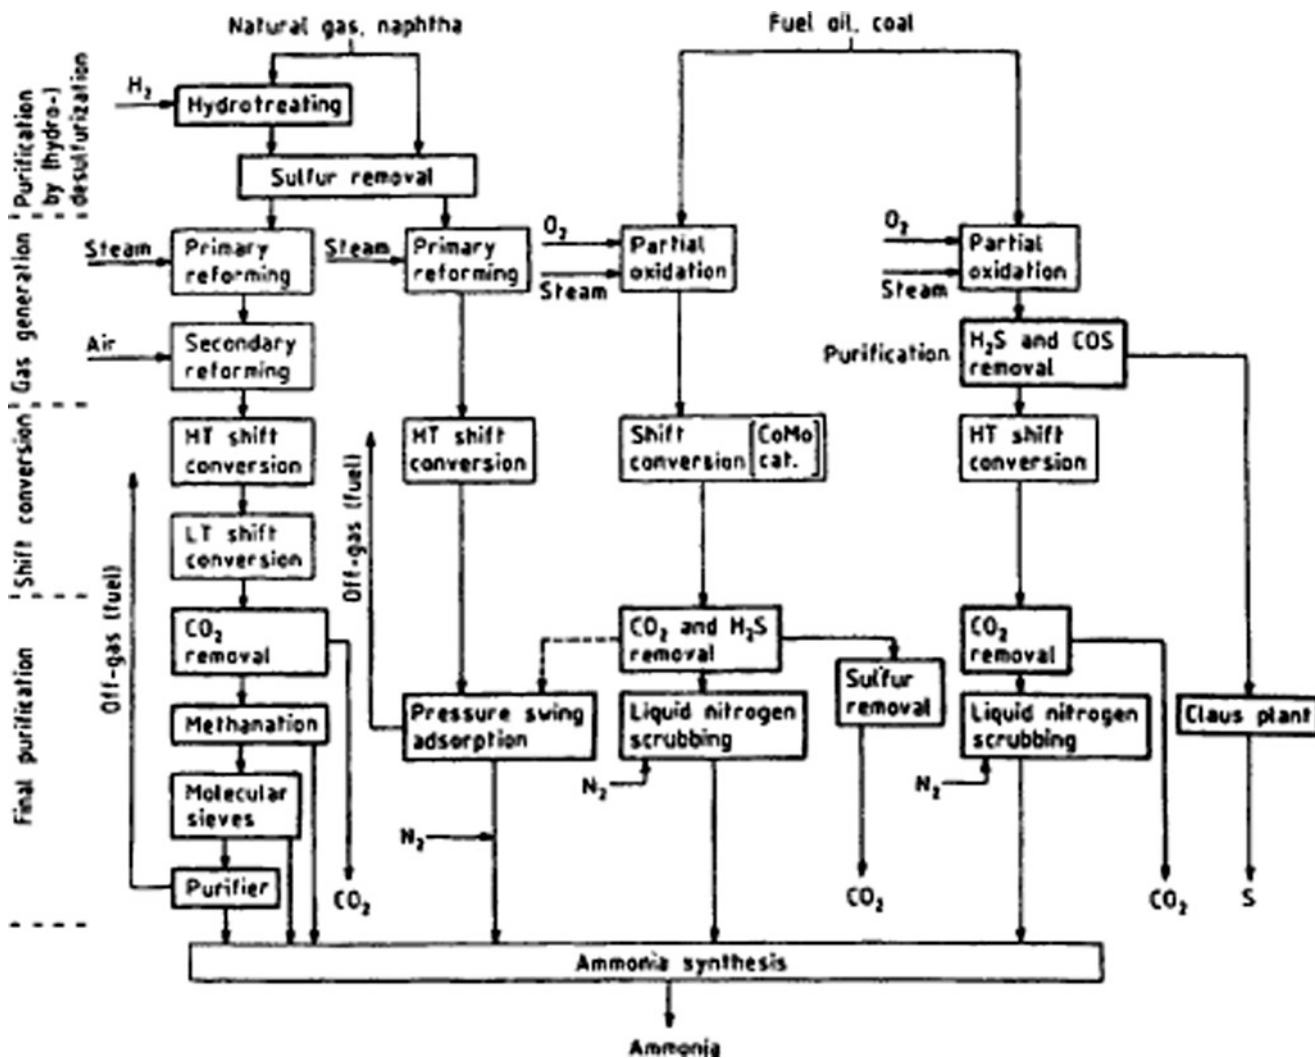 Natural gas, naphtha
Fuel oil, coal
Purification
by (hydro-)
desulfurization
H₂
Hydrotreating
Sulfur removal
Gas generation
Steam
Primary
reforming
Steam
Primary
reforming
O₂
Steam
Partial
oxidation
O₂
Steam
Partial
oxidation
Air
Secondary
reforming
Purification
H₂S and COS
removal
Shift conversion
HT shift
conversion
HT shift
conversion
Shift
conversion
[CoMo
cat.]
HT shift
conversion
LT shift
conversion
Off-gas (fuel)
Off-gas (fuel)
Final purification
CO₂
removal
CO₂ and H₂S
removal
CO₂
removal
Sulfur
removal
Methanation
Pressure swing
adsorption
Liquid nitrogen
scrubbing
Liquid nitrogen
scrubbing
Claus plant
Molecular
sieves
N₂
N₂
N₂
Purifier
CO₂
CO₂
CO₂
S
Ammonia synthesis
Ammonia